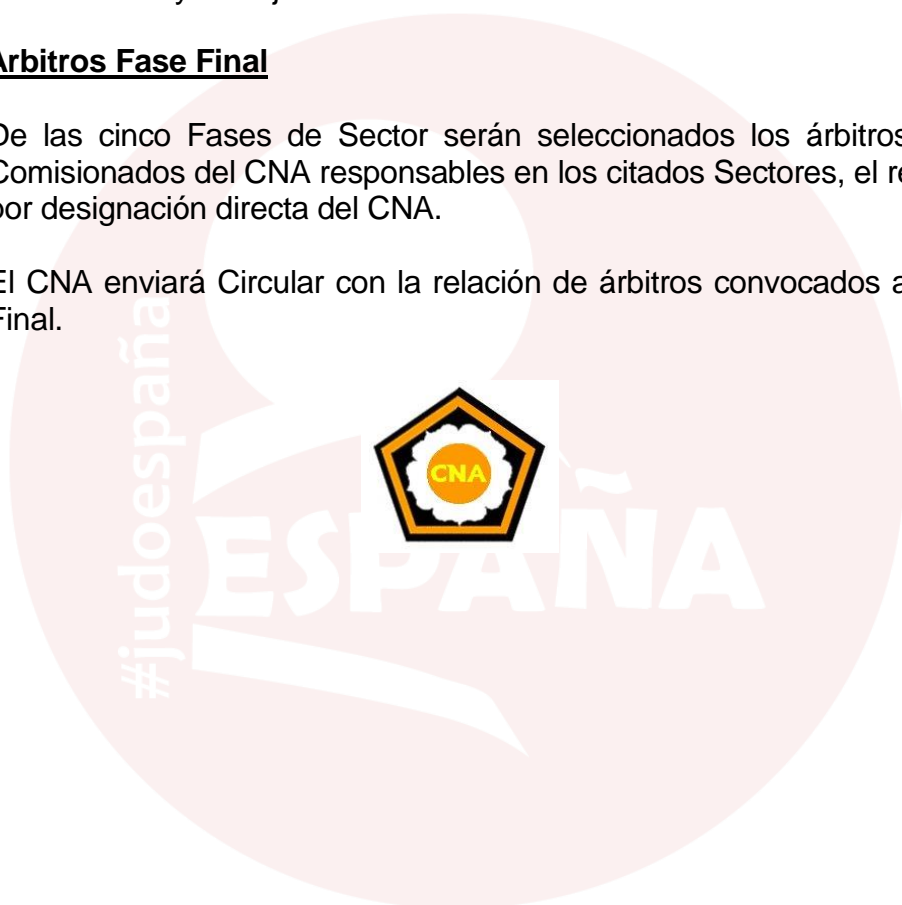 Arbitros Fase Final
De las cinco Fases de Sector serán seleccionados los árbitros
Comisionados del CNA responsables en los citados Sectores, el
por designación directa del CNA.
El CNA enviará Circular con la relación de árbitros convocados a
Final.
CNA
#judoespaña
ESPAÑA